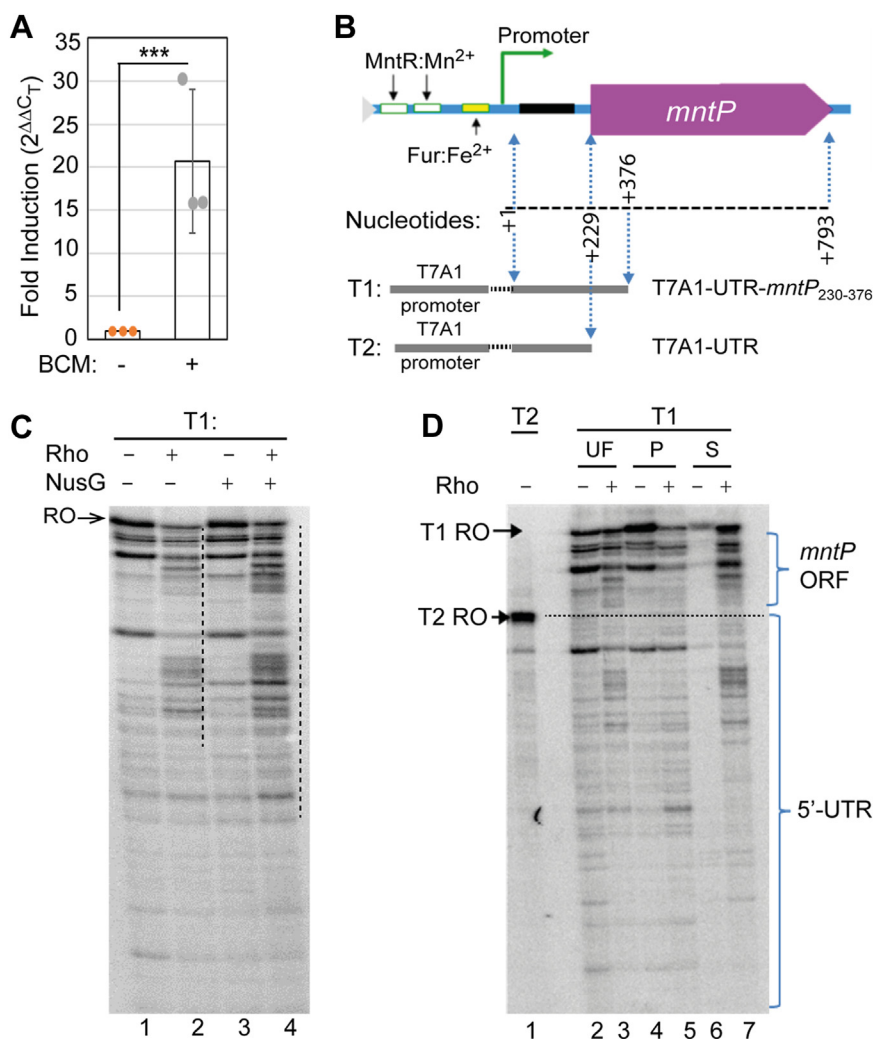 A
Fold Induction (2^ΔΔC_T)
35
30
25
20
15
10
5
0
***
BCM: - +
B
Promoter
MntR:Mn2+
mntP
Fur:Fe2+
Nucleotides: +1 +229 +376 +793
T7A1
T1: T7A1-UTR-mntP230-376
promoter
T7A1
T2: T7A1-UTR
promoter
C
T1:
Rho – + – +
NusG – – + +
RO
1 2 3 4
D
T2 T1
UF P S
Rho – – + – + – +
T1 RO
mntP
ORF
T2 RO
5’-UTR
1 2 3 4 5 6 7